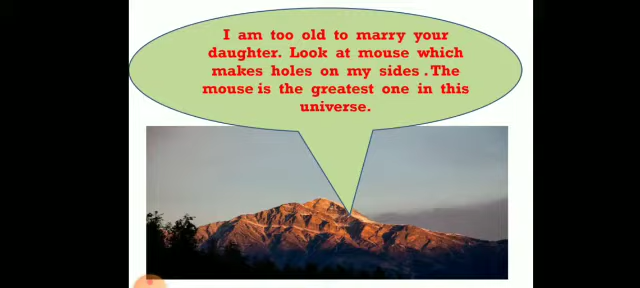 I am too old to marry your
daughter. Look at mouse which
makes holes on my sides . The
mouse is the greatest one in this
universe.